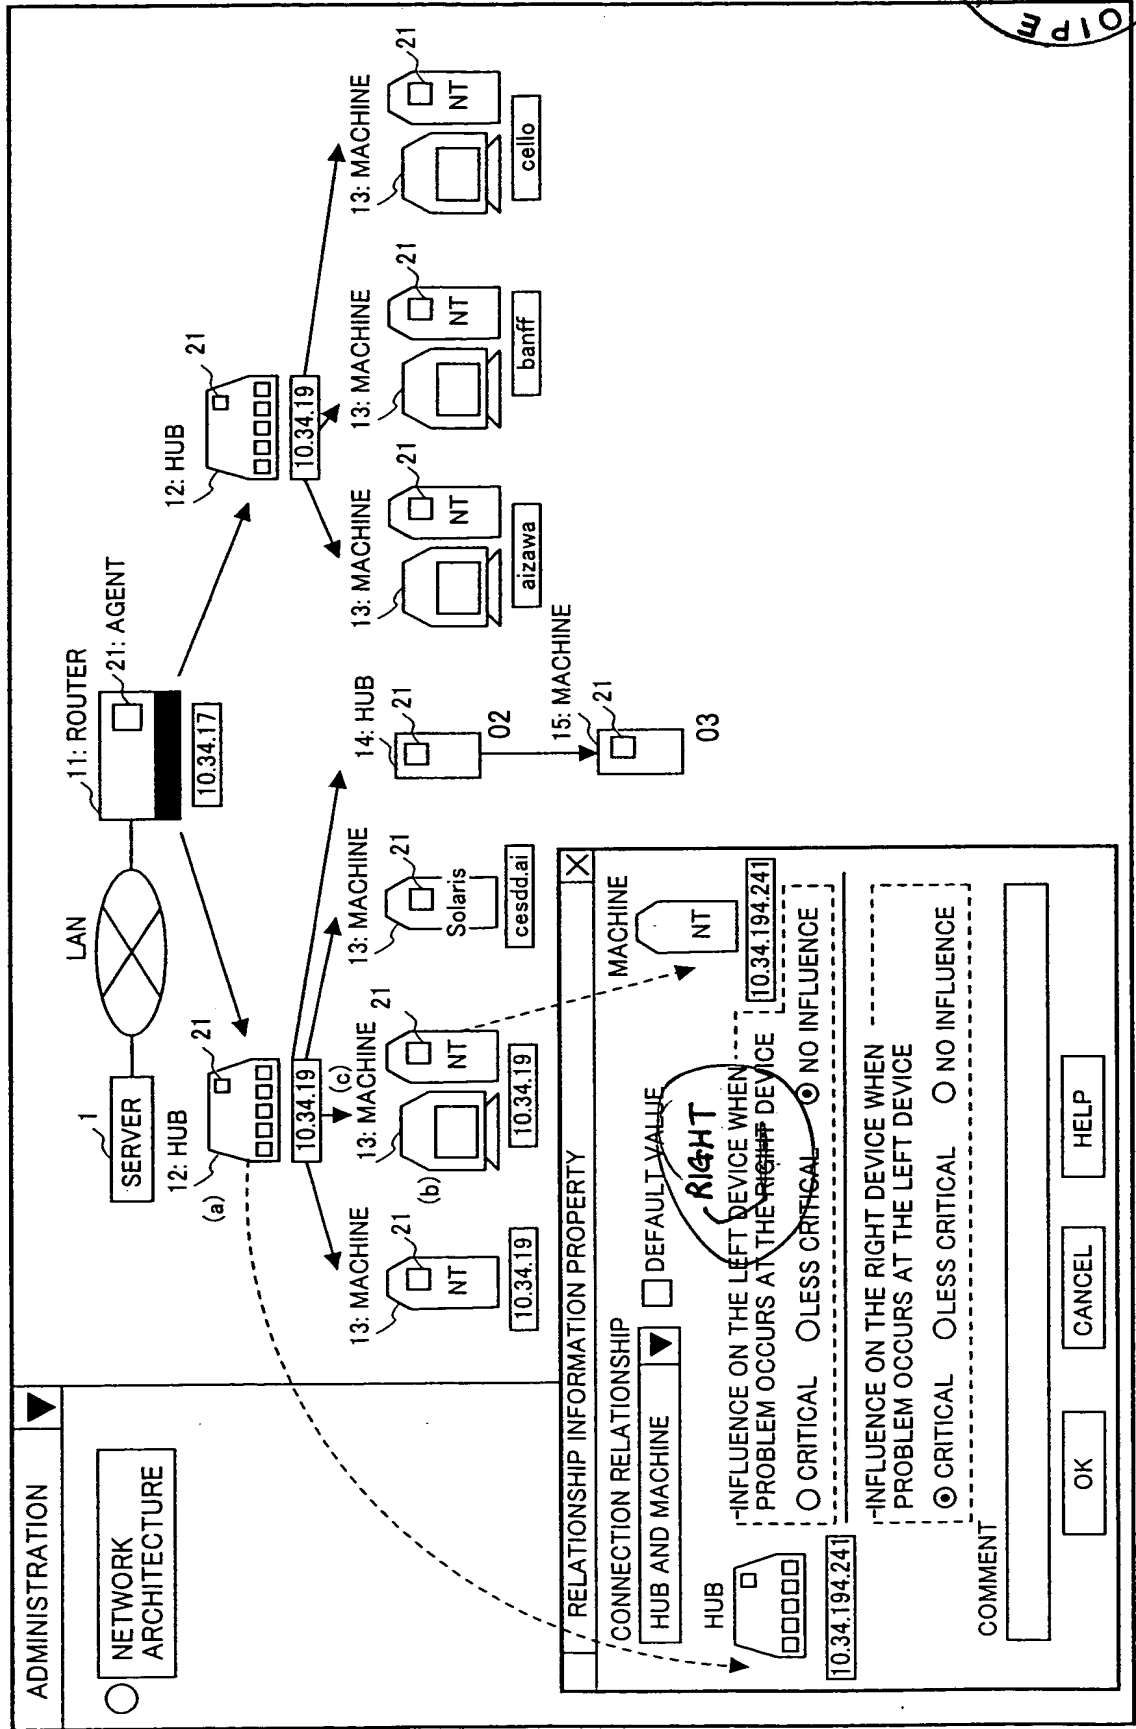 OIPE
ADMINISTRATION
NETWORK
ARCHITECTURE
1
SERVER
LAN
11: ROUTER
21: AGENT
10.34.17
12: HUB
21
(a)
10.34.19
12: HUB
21
10.34.19
13: MACHINE
21
NT
10.34.19
(c)
13: MACHINE
21
(b)
NT
10.34.19
13: MACHINE
21
Solaris
cesdd.ai
14: HUB
21
02
15: MACHINE
21
03
13: MACHINE
21
NT
aizawa
13: MACHINE
21
NT
banff
13: MACHINE
21
NT
cello
RELATIONSHIP INFORMATION PROPERTY
CONNECTION RELATIONSHIP
HUB AND MACHINE
DEFAULT VALUE
HUB
10.34.194.241
MACHINE
NT
10.34.194.241
RIGHT
INFLUENCE ON THE LEFT DEVICE WHEN
PROBLEM OCCURS AT THE RIGHT DEVICE
CRITICAL LESS CRITICAL NO INFLUENCE
INFLUENCE ON THE RIGHT DEVICE WHEN
PROBLEM OCCURS AT THE LEFT DEVICE
CRITICAL LESS CRITICAL NO INFLUENCE
COMMENT
OK CANCEL HELP